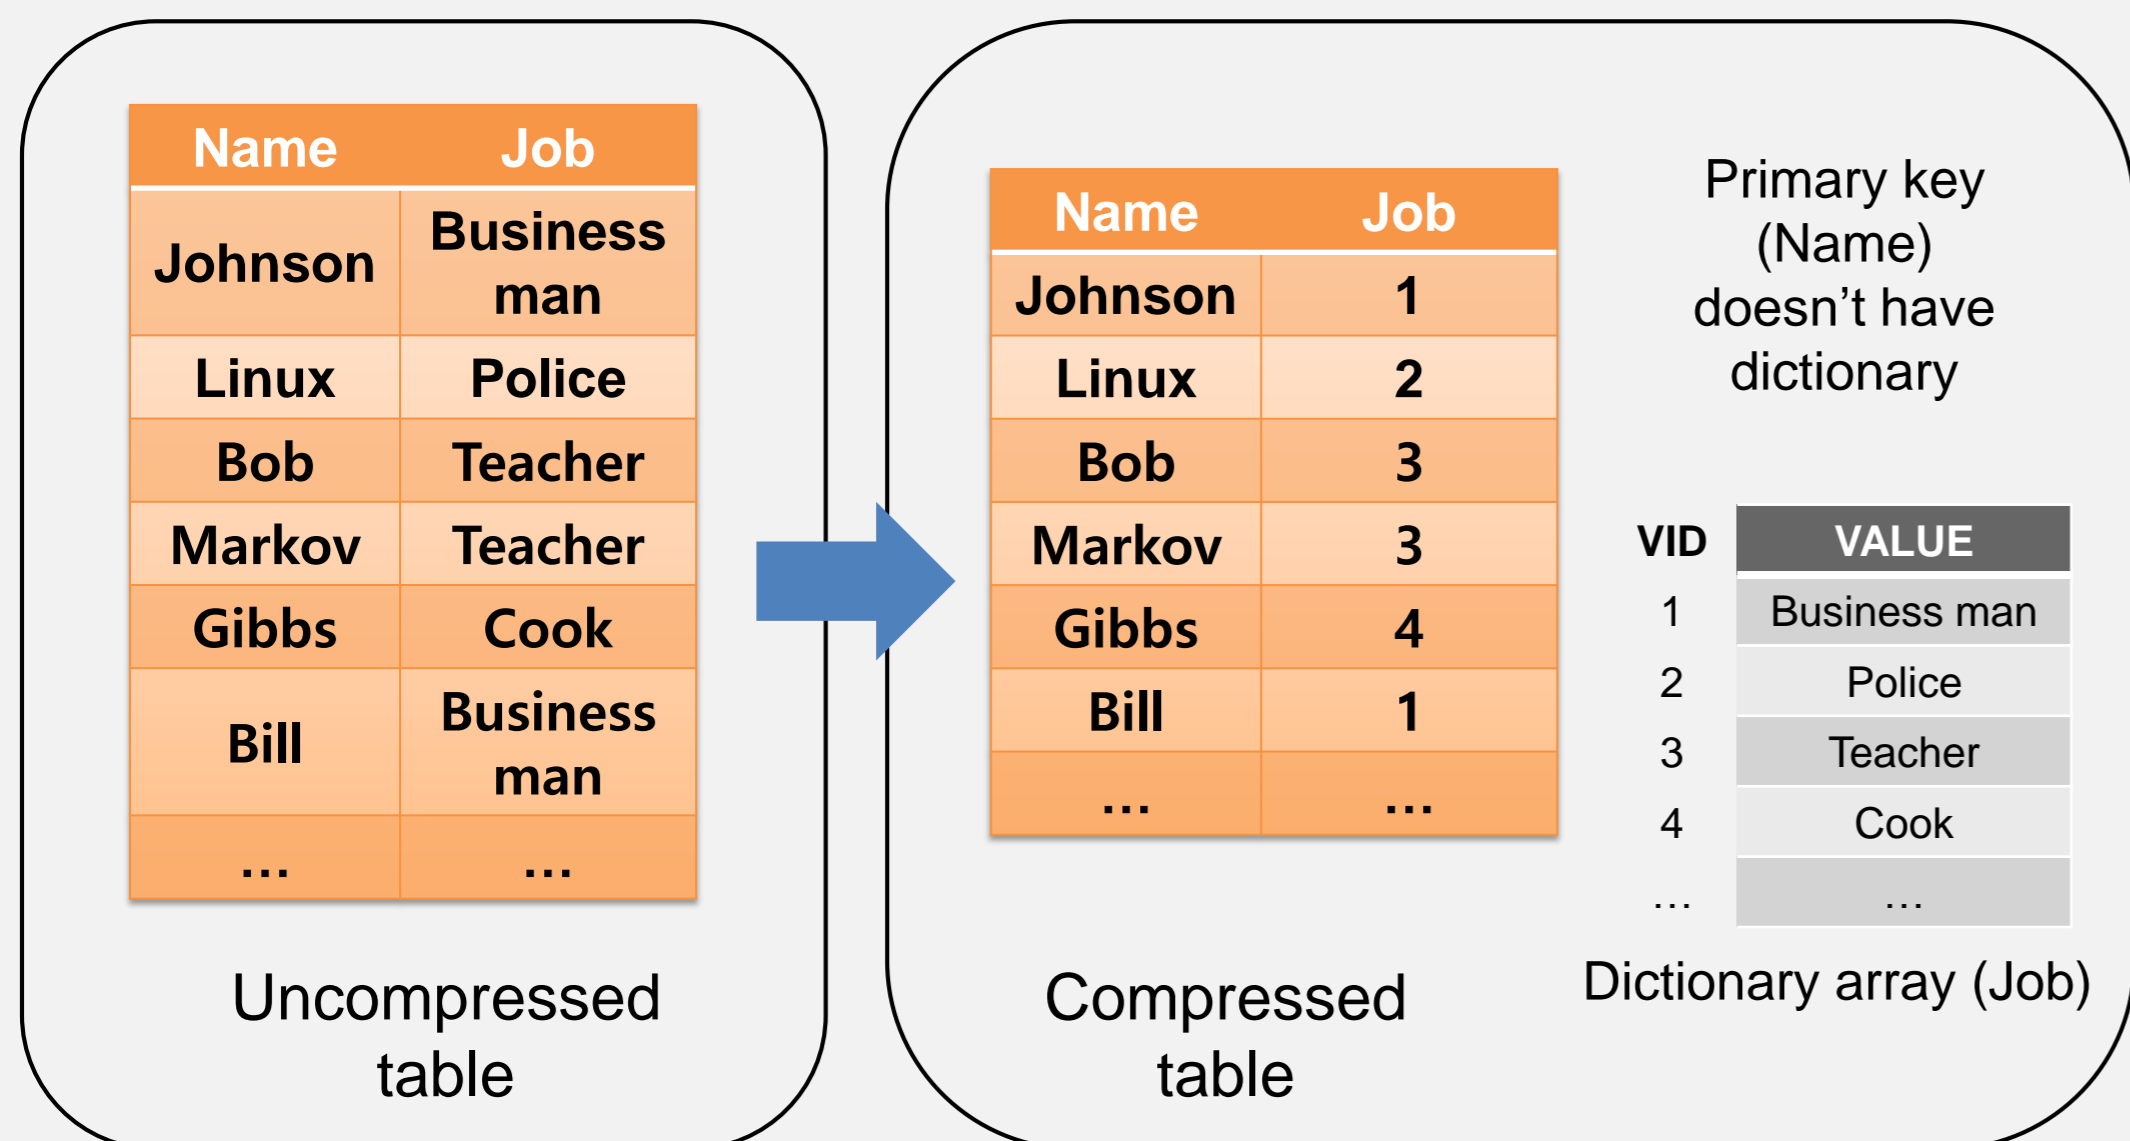 Name Job
Johnson Business
man
Linux Police
Bob Teacher
Markov Teacher
Gibbs Cook
Bill Business
man
... ...
Uncompressed
table
Name Job
Johnson 1
Linux 2
Bob 3
Markov 3
Gibbs 4
Bill 1
... ...
Compressed
table
Primary key
(Name)
doesn’t have
dictionary
VID VALUE
1 Business man
2 Police
3 Teacher
4 Cook
... ...
Dictionary array (Job)